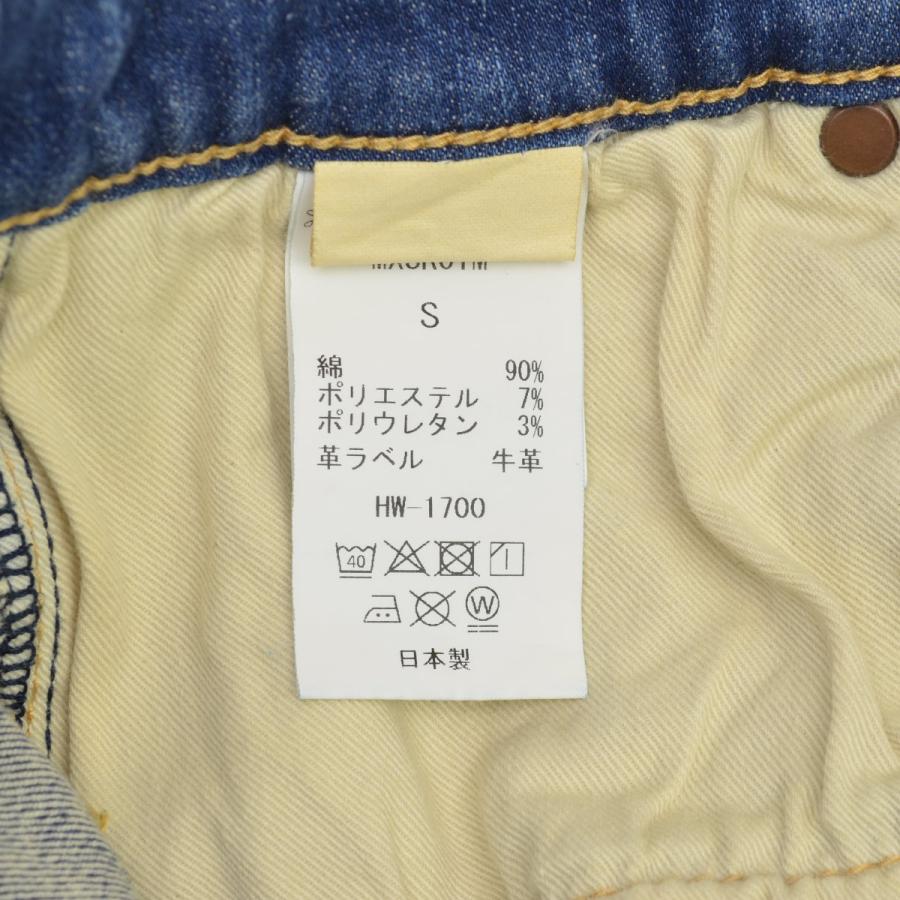 S
綿 90%
ポリエステル 7%
ポリウレタン 3%
革ラベル 牛革
HW-1700
40
W
日本製